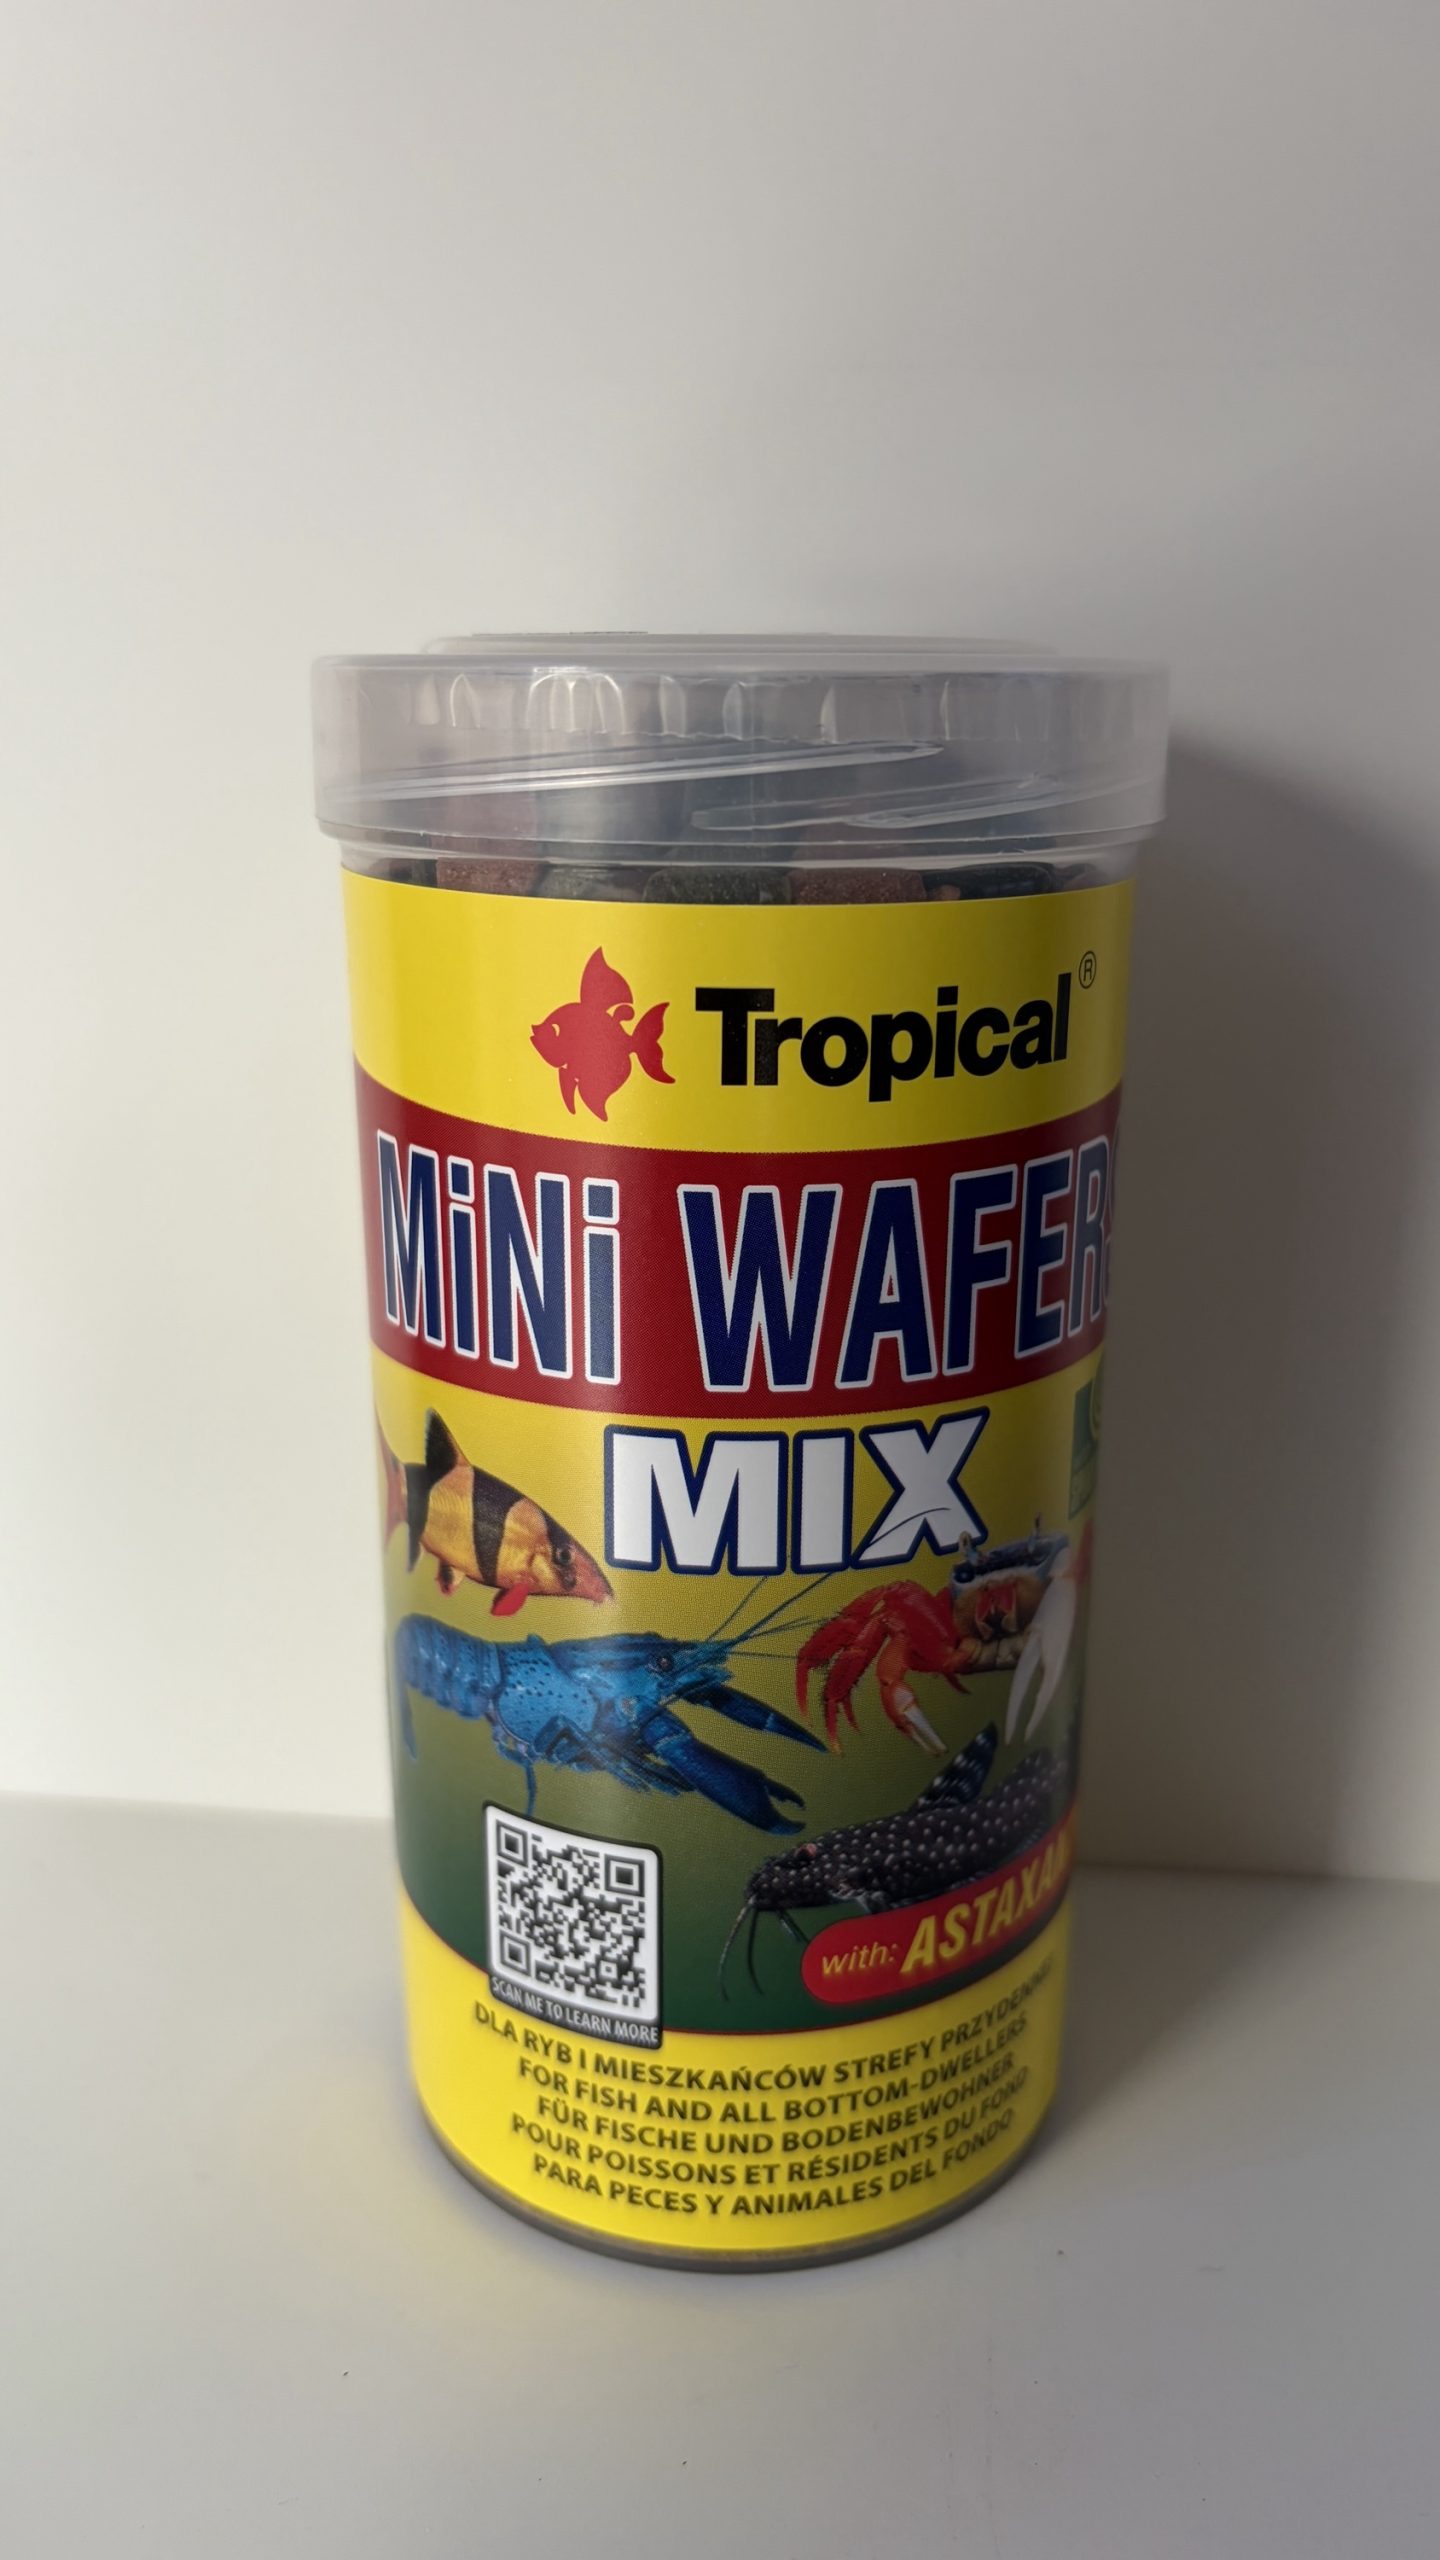 Tropical®
MiNi WAFERS
MIX
with: ASTAXAN
SCAN ME TO LEARN MORE
DLA RYB I MIESZKAŃCÓW STREFY PRZYDENNEJ
FOR FISH AND ALL BOTTOM-DWELLERS
FÜR FISCHE UND BODENBEWOHNER
POUR POISSONS ET RÉSIDENTS DU FOND
PARA PECES Y ANIMALES DEL FONDO